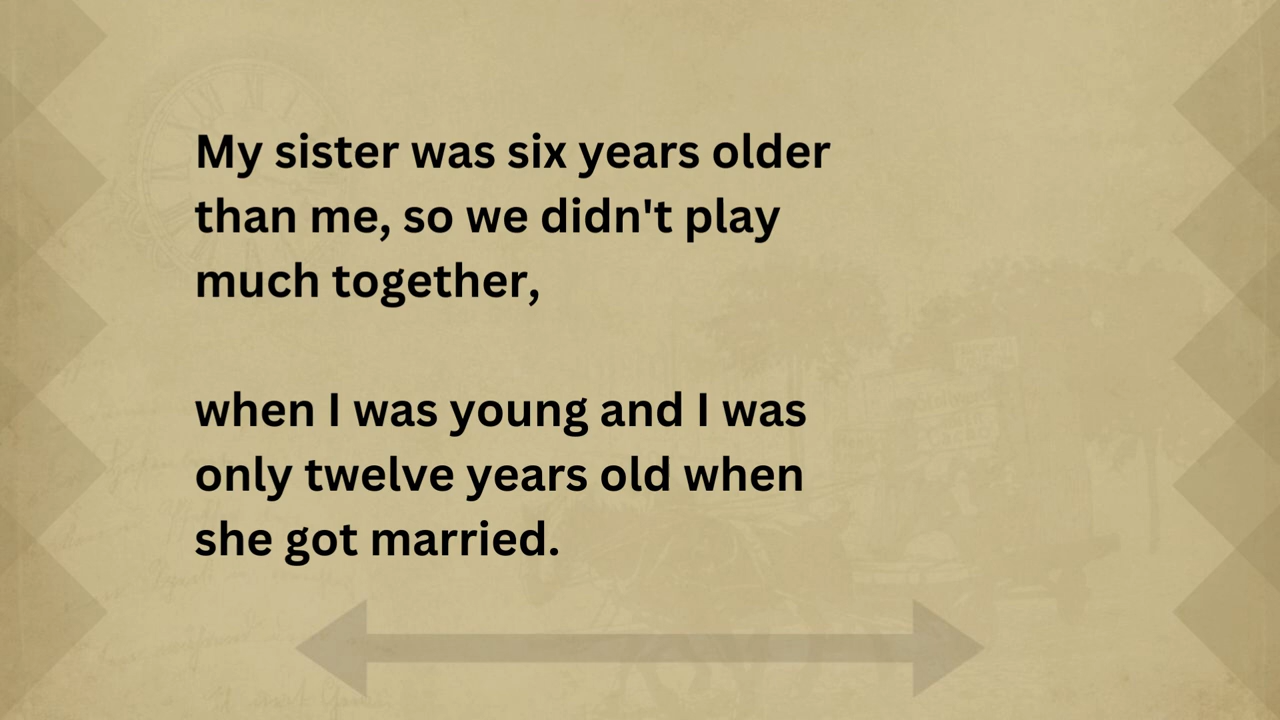 My sister was six years older
than me, so we didn't play
much together,
when I was young and I was
only twelve years old when
she got married.